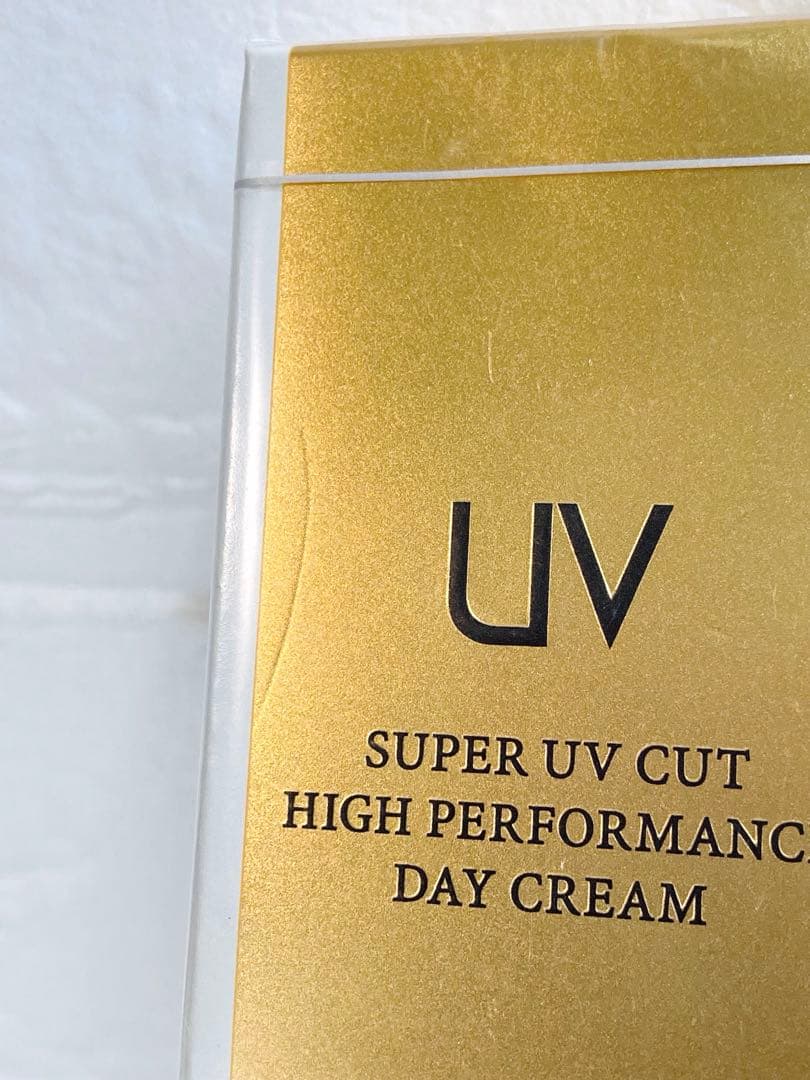 UV
SUPER UV CUT
HIGH PERFORMANC
DAY CREAM